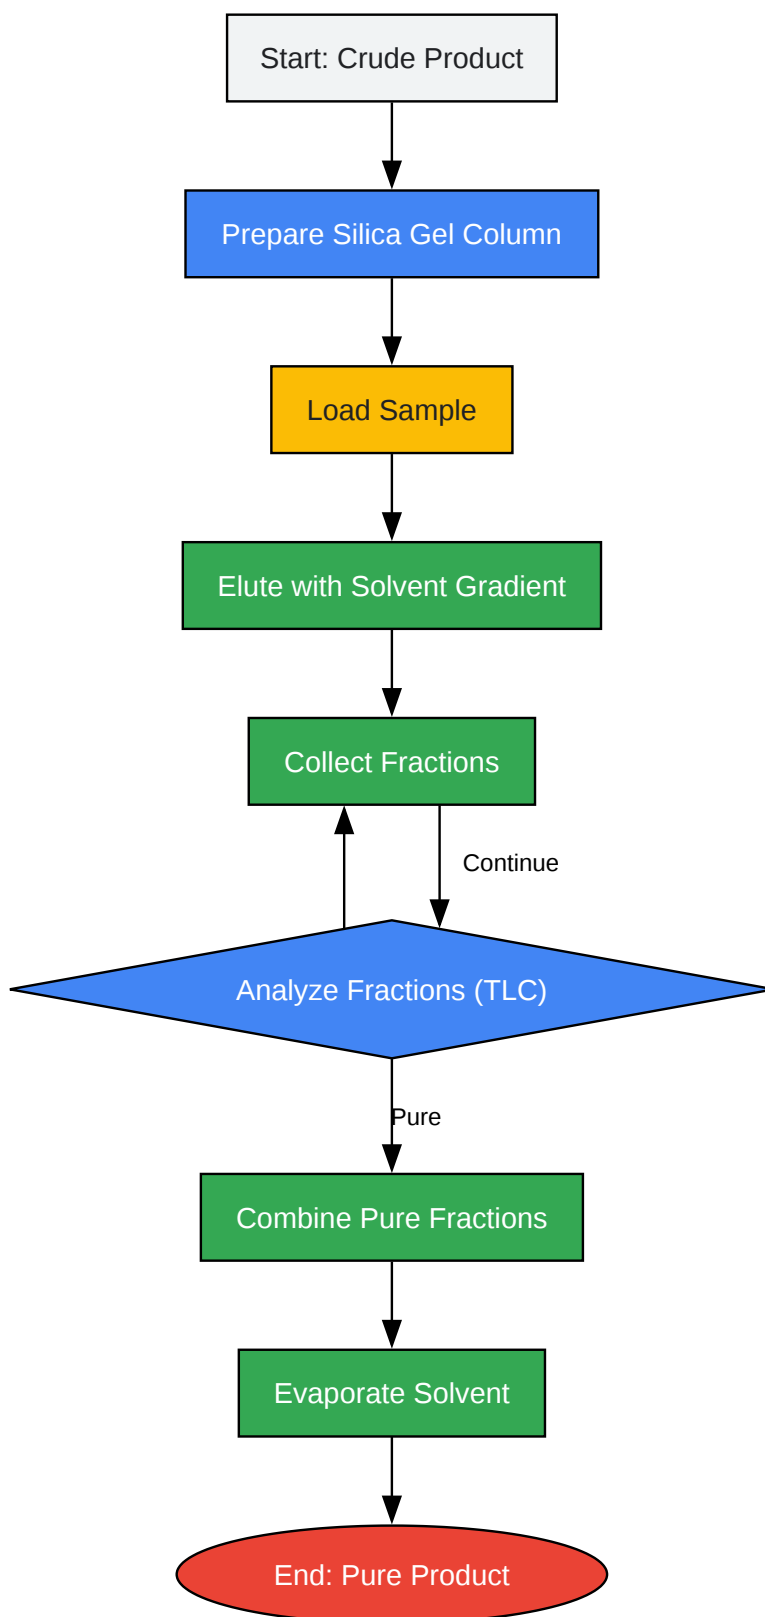 Start: Crude Product
Prepare Silica Gel Column
Load Sample
Elute with Solvent Gradient
Collect Fractions
Continue
Analyze Fractions (TLC)
Pure
Combine Pure Fractions
Evaporate Solvent
End: Pure Product